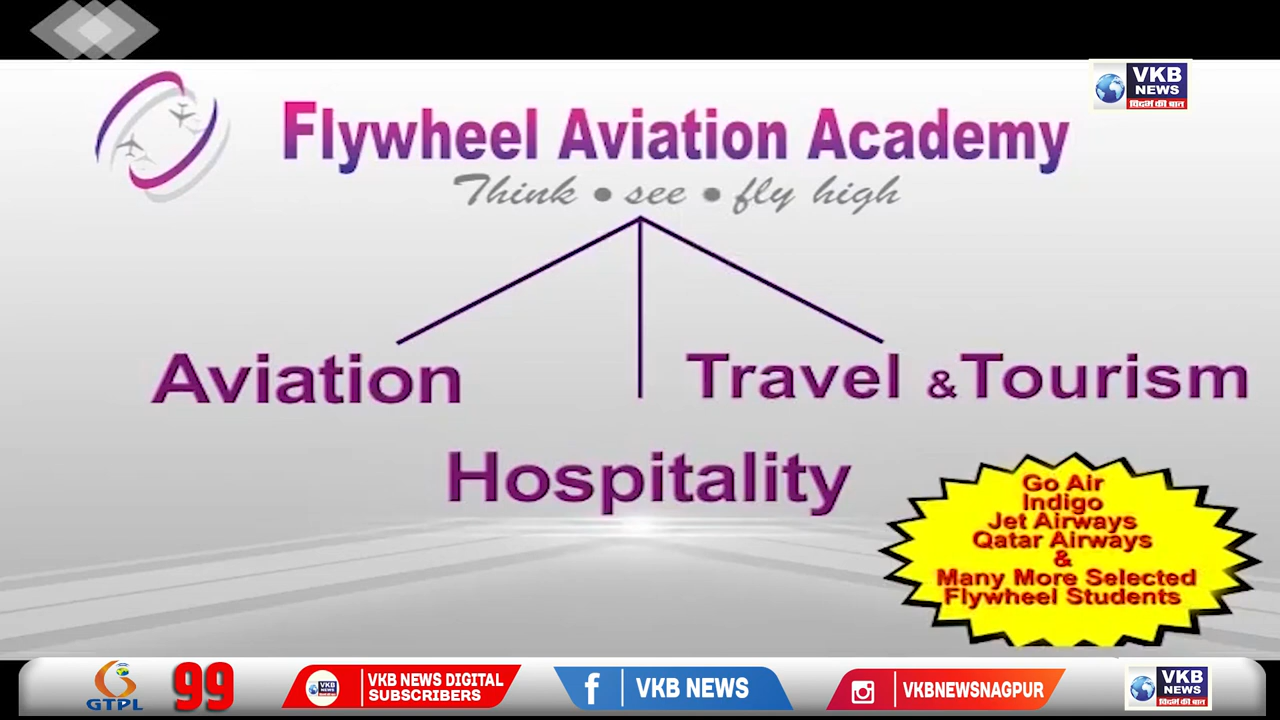 VKB
NEWS
विदर्भ की बात
Flywheel Aviation Academy
Think • see • fly high
Aviation
Travel & Tourism
Hospitality
Go Air
Indigo
Jet Airways
Qatar Airways
&
Many More Selected
Flywheel Students
GTPL
99
VKB
NEWS
VKB NEWS DIGITAL
SUBSCRIBERS
f
VKB NEWS
VKBNEWSNAGPUR
VKB
NEWS
विदर्भ की बात